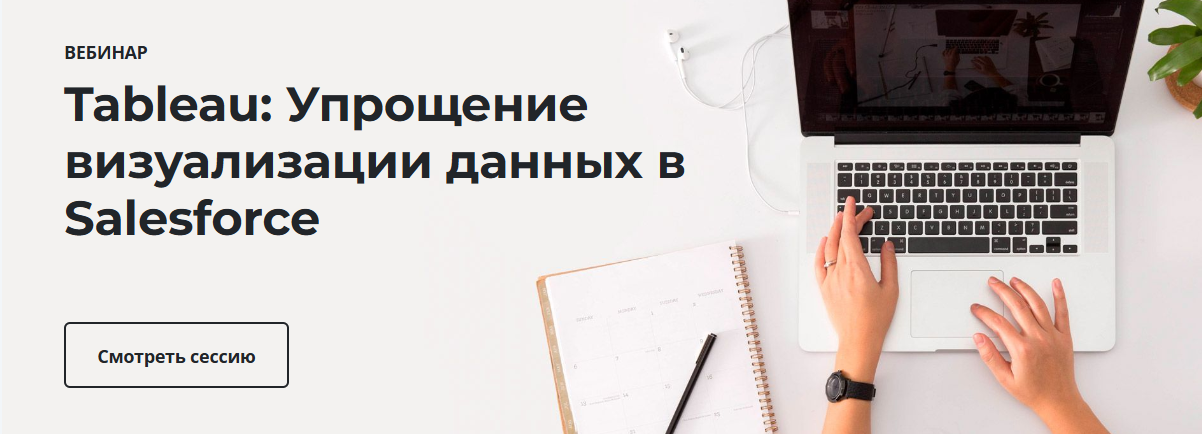 ВЕБИНАР
Tableau: Упрощение
визуализации данных в
Salesforce
Смотреть сессию